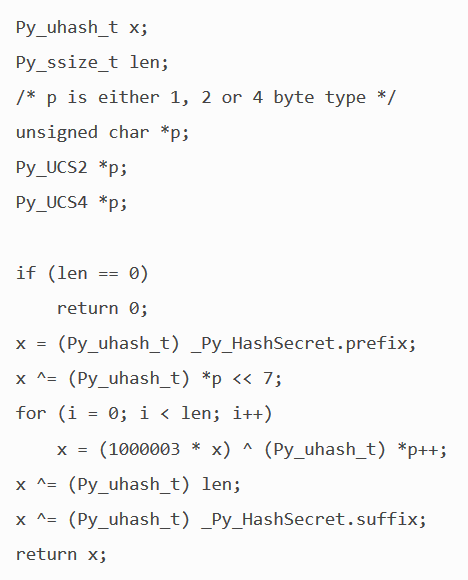 Py_uhash_t x;
Py_ssize_t len;
/* p is either 1, 2 or 4 byte type */
unsigned char *p;
Py_UCS2 *p;
Py_UCS4 *p;

if (len == 0)
    return 0;
x = (Py_uhash_t) _Py_HashSecret.prefix;
x ^= (Py_uhash_t) *p << 7;
for (i = 0; i < len; i++)
    x = (1000003 * x) ^ (Py_uhash_t) *p++;
x ^= (Py_uhash_t) len;
x ^= (Py_uhash_t) _Py_HashSecret.suffix;
return x;